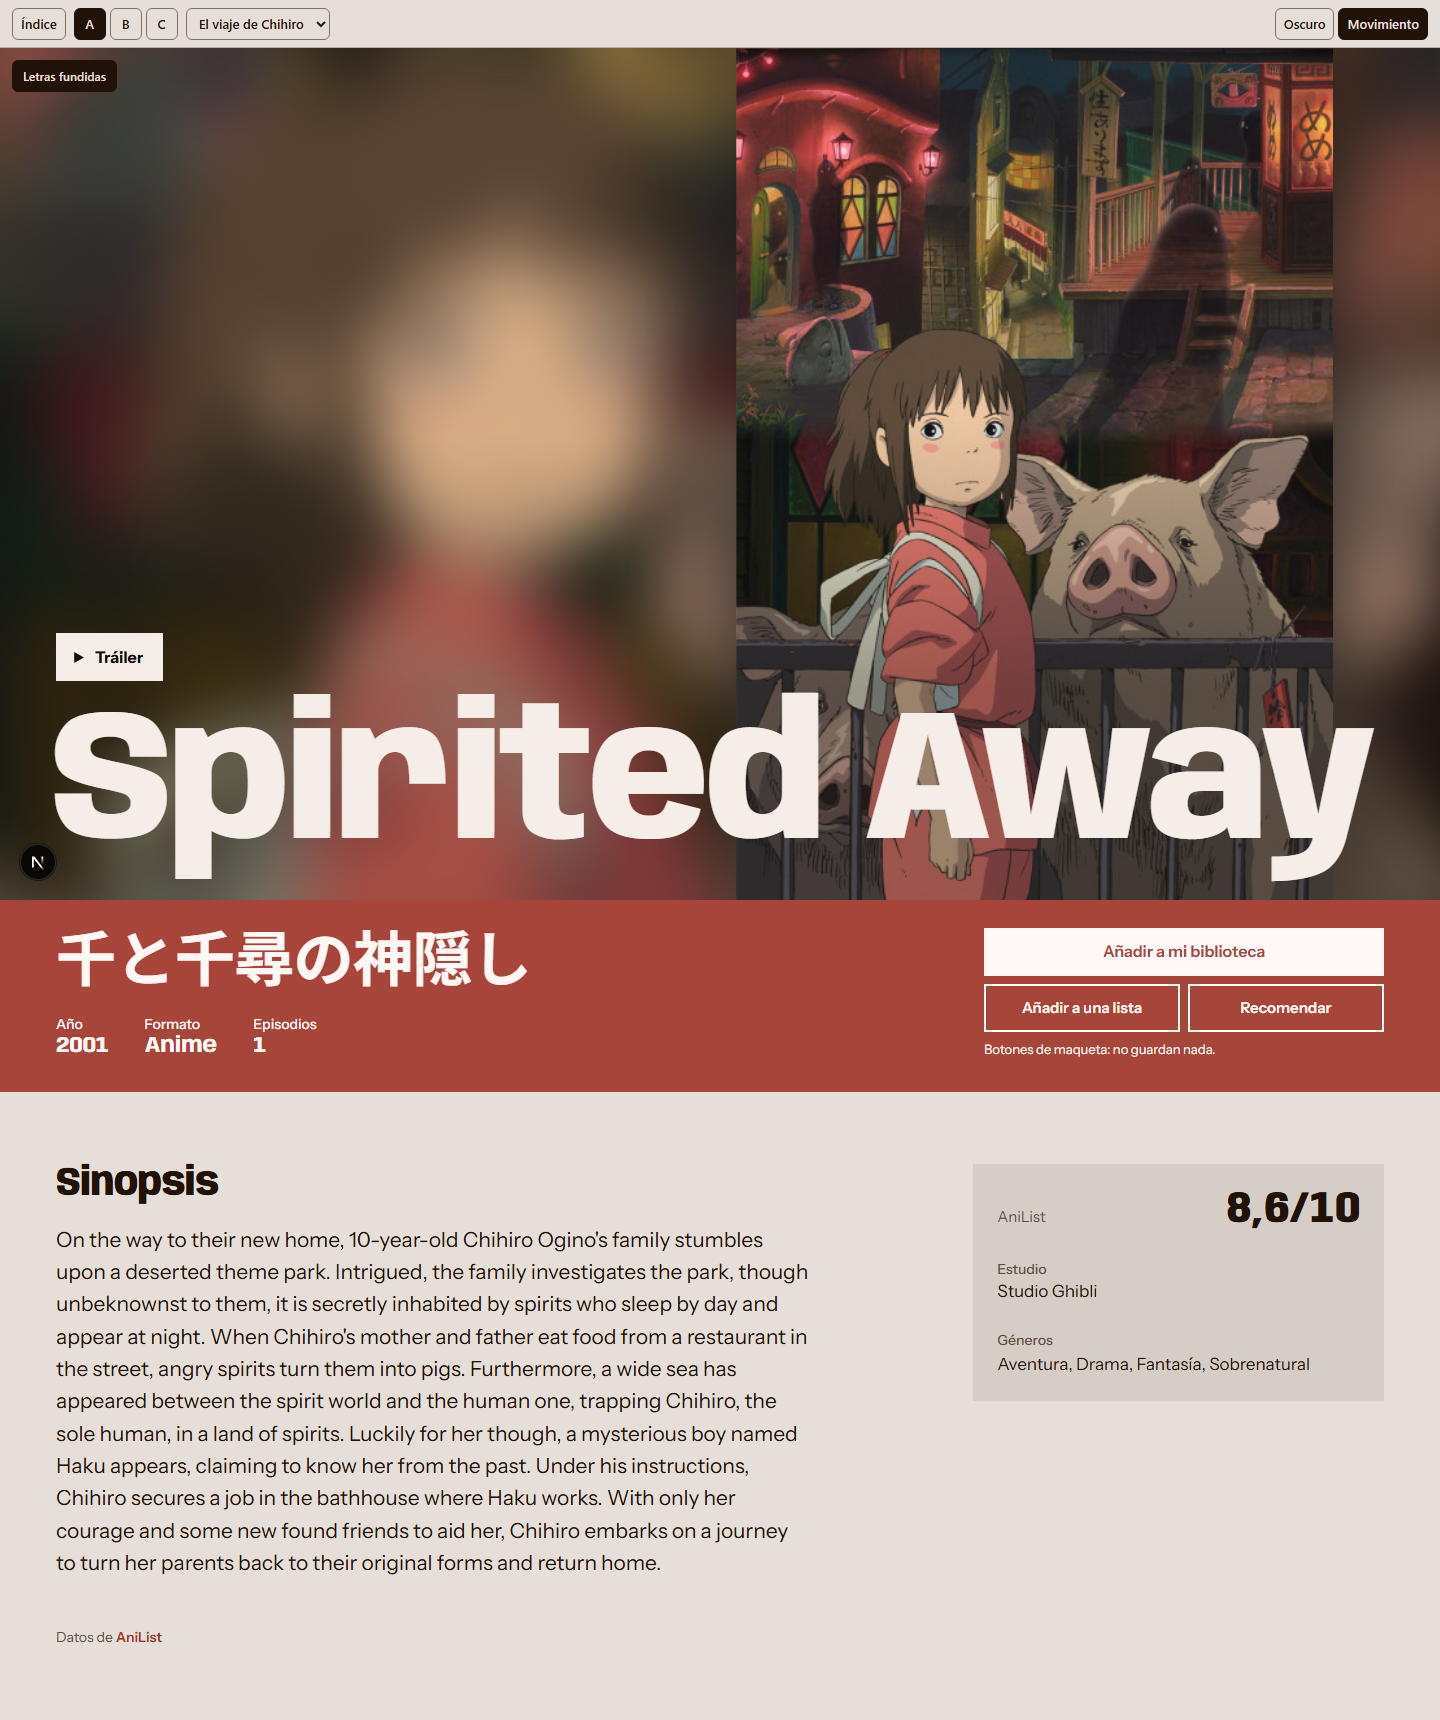 Índice
A
B
C
El viaje de Chihiro
Oscuro
Movimiento
Letras fundidas
生あります
めめ
Tráiler
Spirited Away
N
千と千尋の神隠し
Año
2001
Formato
Anime
Episodios
1
Añadir a mi biblioteca
Añadir a una lista
Recomendar
Botones de maqueta: no guardan nada.
Sinopsis
On the way to their new home, 10-year-old Chihiro Ogino's family stumbles
upon a deserted theme park. Intrigued, the family investigates the park, though
unbeknownst to them, it is secretly inhabited by spirits who sleep by day and
appear at night. When Chihiro's mother and father eat food from a restaurant in
the street, angry spirits turn them into pigs. Furthermore, a wide sea has
appeared between the spirit world and the human one, trapping Chihiro, the
sole human, in a land of spirits. Luckily for her though, a mysterious boy named
Haku appears, claiming to know her from the past. Under his instructions,
Chihiro secures a job in the bathhouse where Haku works. With only her
courage and some new found friends to aid her, Chihiro embarks on a journey
to turn her parents back to their original forms and return home.
AniList
8,6/10
Estudio
Studio Ghibli
Géneros
Aventura, Drama, Fantasía, Sobrenatural
Datos de AniList